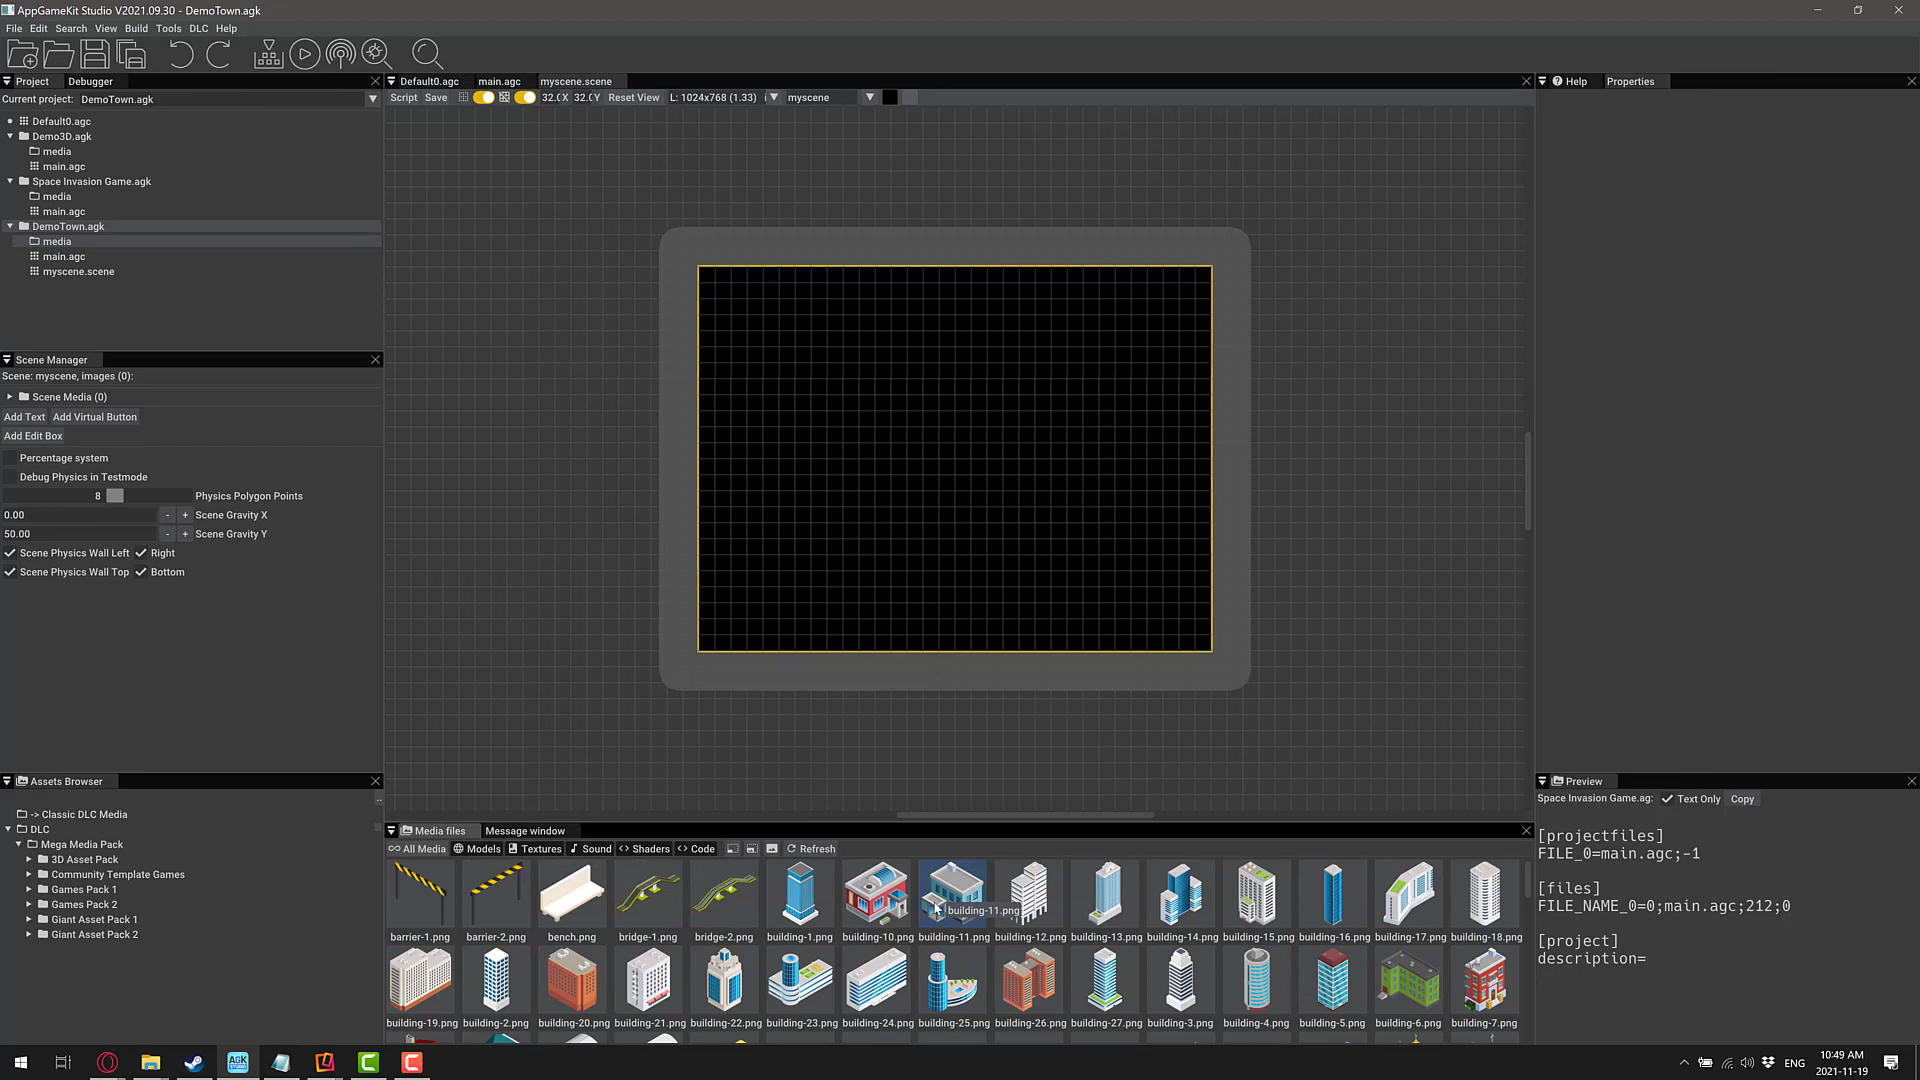 AppGameKit Studio V2021.09.30 - DemoTown.agk
File Edit Search View Build Tools DLC Help
Project Debugger
Current project: DemoTown.agk
Default0.agc
Demo3D.agk
media
main.agc
Space Invasion Game.agk
media
main.agc
DemoTown.agk
media
main.agc
myscene.scene
Scene Manager
Scene: myscene, images (0):
Scene Media (0)
Add Text Add Virtual Button
Add Edit Box
Percentage system
Debug Physics in Testmode
8 Physics Polygon Points
0.00 - + Scene Gravity X
50.00 - + Scene Gravity Y
Scene Physics Wall Left Right
Scene Physics Wall Top Bottom
Assets Browser
..
-> Classic DLC Media
DLC
Mega Media Pack
3D Asset Pack
Community Template Games
Games Pack 1
Games Pack 2
Giant Asset Pack 1
Giant Asset Pack 2
Default0.agc main.agc myscene.scene
Script Save 32.(X 32.(Y Reset View L: 1024x768 (1.33) myscene
Media files Message window
All Media Models Textures Sound Shaders Code Refresh
building-11.png
barrier-1.png barrier-2.png bench.png bridge-1.png bridge-2.png building-1.png building-10.png building-11.png building-12.png building-13.png building-14.png building-15.png building-16.png building-17.png building-18.png
building-19.png building-2.png building-20.png building-21.png building-22.png building-23.png building-24.png building-25.png building-26.png building-27.png building-3.png building-4.png building-5.png building-6.png building-7.png
Help Properties
Preview
Space Invasion Game.ag: Text Only Copy
[projectfiles]
FILE_0=main.agc;-1
[files]
FILE_NAME_0=0;main.agc;212;0
[project]
description=
AGK
STUDIO
ENG
10:49 AM
2021-11-19